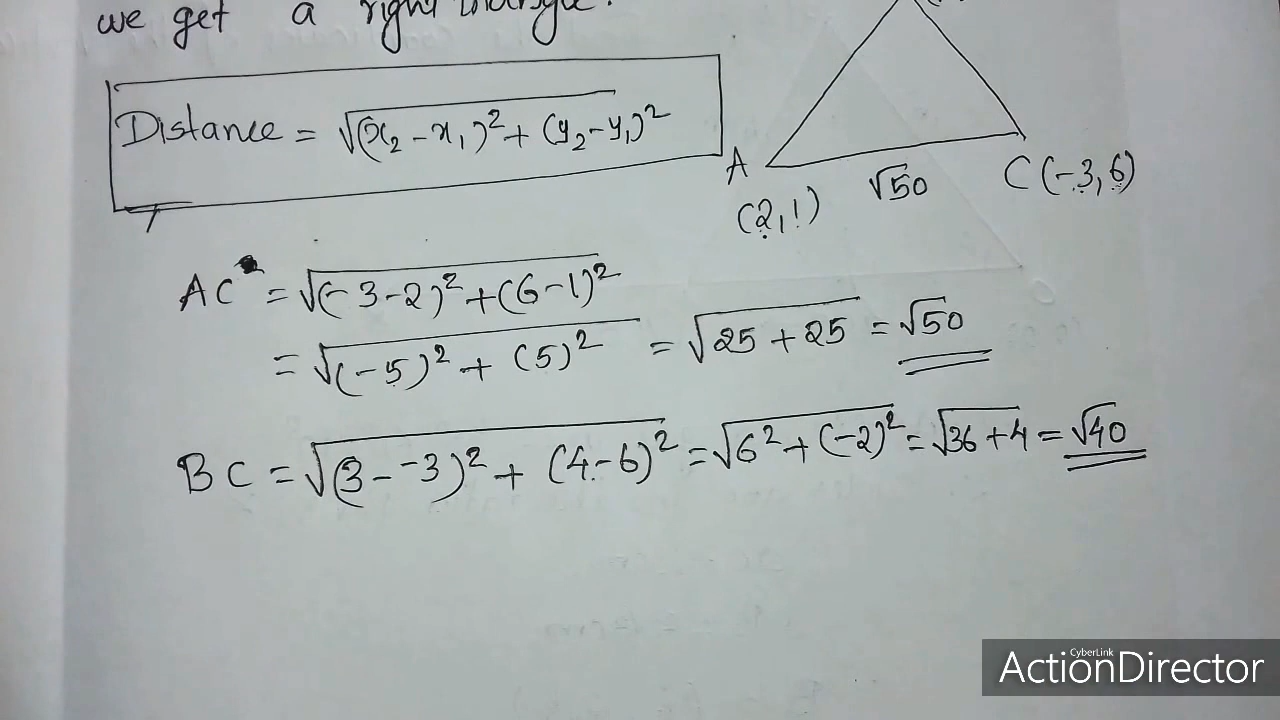 we get a right triangle.
Distance = √(x₂ - x₁)² + (y₂ - y₁)²
A
(2,1)
√50
C (-3, 6)
AC = √(-3-2)² + (6-1)²
= √(-5)² + (5)² = √25 + 25 = √50
BC = √(3 - -3)² + (4-6)² = √6² + (-2)² = √36 + 4 = √40
CyberLink
ActionDirector